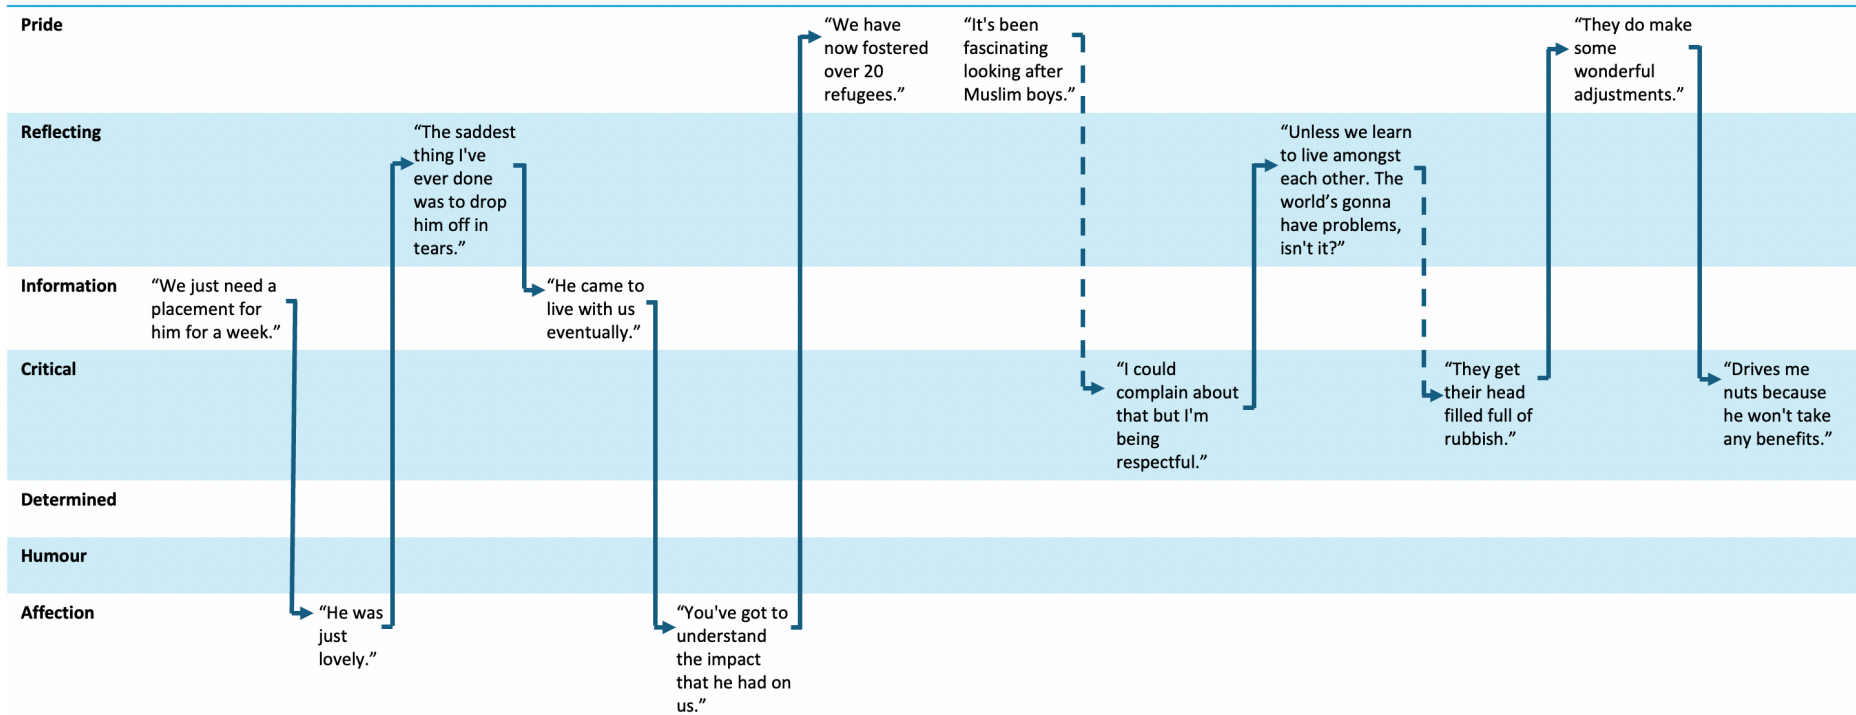 Pride
“We have
now fostered
over 20
refugees.”
“It's been
fascinating
looking after
Muslim boys.”
“They do make
some
wonderful
adjustments.”
Reflecting
“The saddest
thing I've
ever done
was to drop
him off in
tears.”
“Unless we learn
to live amongst
each other. The
world’s gonna
have problems,
isn't it?”
Information
“We just need a
placement for
him for a week.”
“He came to
live with us
eventually.”
Critical
“I could
complain about
that but I'm
being
respectful.”
“They get
their head
filled full of
rubbish.”
“Drives me
nuts because
he won't take
any benefits.”
Determined
Humour
Affection
“He was
just
lovely.”
“You've got to
understand
the impact
that he had on
us.”